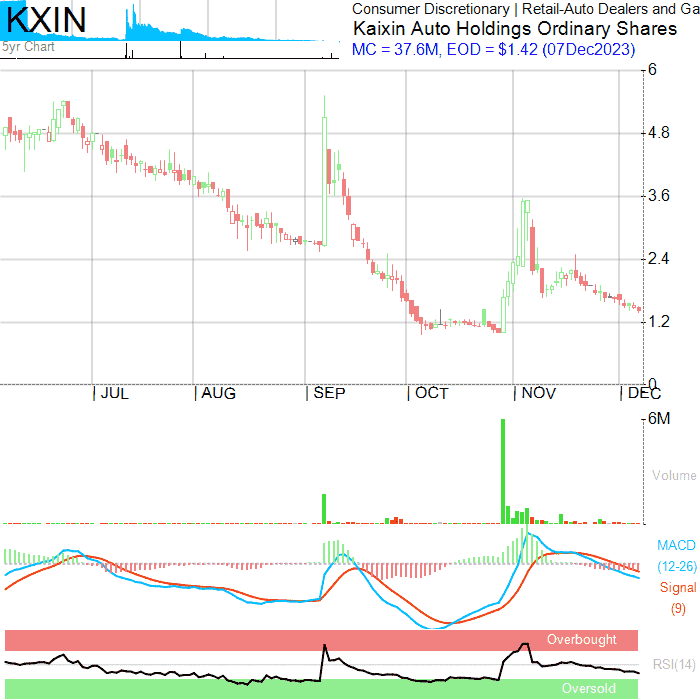 KXIN
5yr Chart
Consumer Discretionary | Retail-Auto Dealers and Ga
Kaixin Auto Holdings Ordinary Shares
MC = 37.6M, EOD = $1.42 (07Dec2023)
6
4.8
3.6
2.4
1.2
0
JUL
AUG
SEP
OCT
NOV
DEC
6M
Volume
MACD
(12-26)
Signal
(9)
Overbought
RSI(14)
Oversold